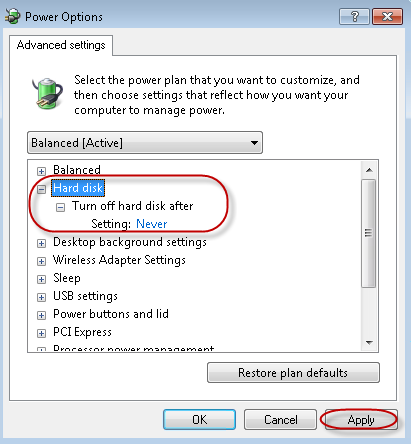 Power Options
Advanced settings
Select the power plan that you want to customize, and
then choose settings that reflect how you want your
computer to manage power.
Balanced [Active]
Balanced
Hard disk
Turn off hard disk after
Setting: Never
Desktop background settings
Wireless Adapter Settings
Sleep
USB settings
Power buttons and lid
PCI Express
Processor power management
Restore plan defaults
OK Cancel Apply